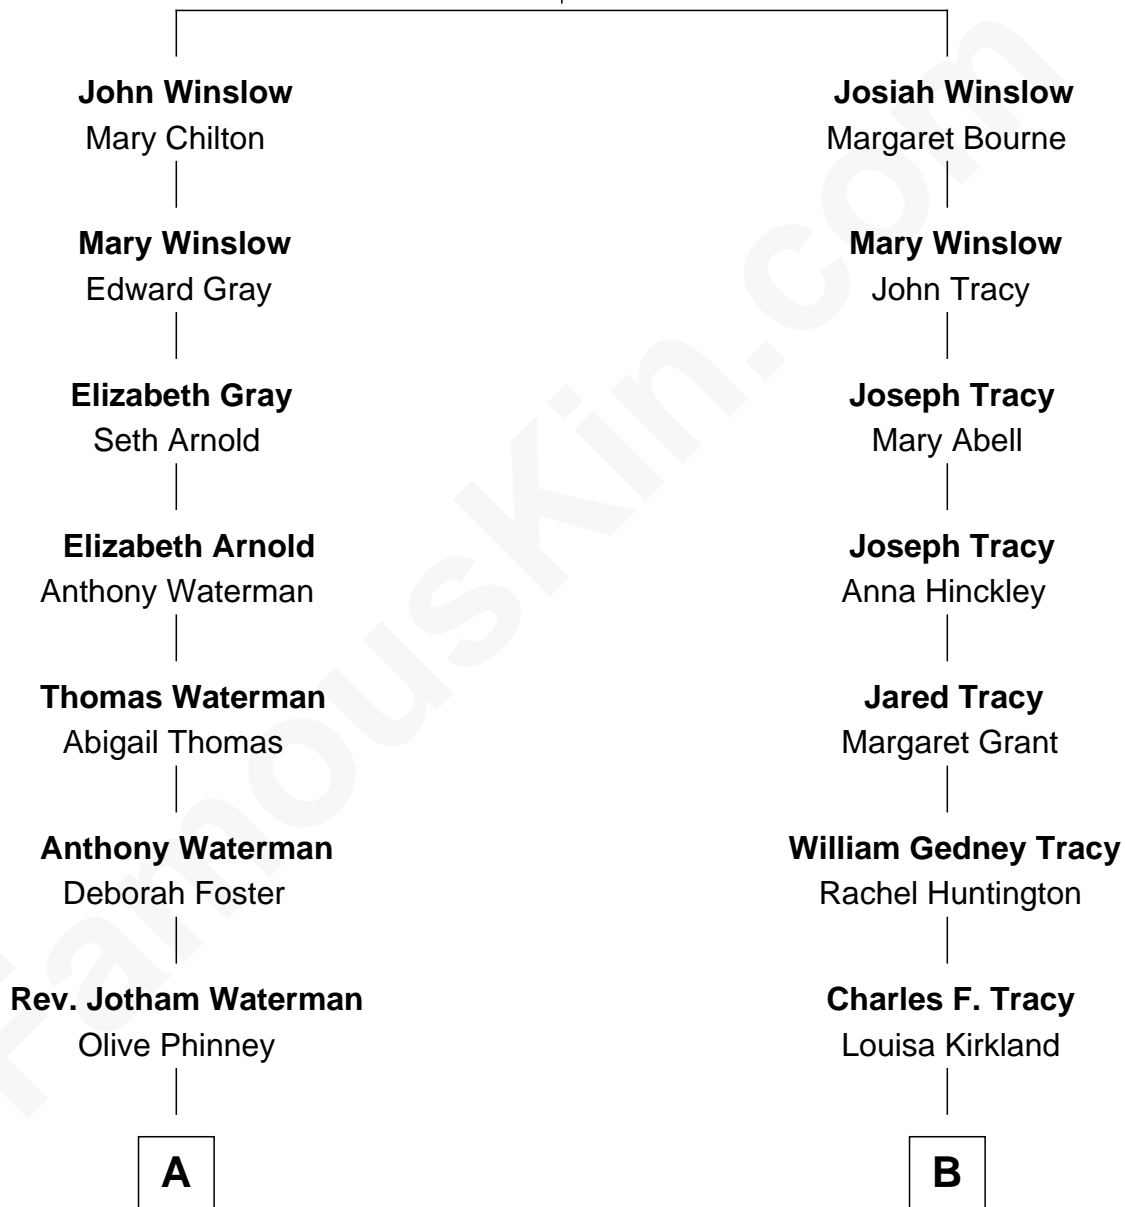 John Winslow
Mary Chilton
Josiah Winslow
Margaret Bourne
Mary Winslow
Edward Gray
Mary Winslow
John Tracy
Elizabeth Gray
Seth Arnold
Joseph Tracy
Mary Abell
Elizabeth Arnold
Anthony Waterman
Joseph Tracy
Anna Hinckley
Thomas Waterman
Abigail Thomas
Jared Tracy
Margaret Grant
Anthony Waterman
Deborah Foster
William Gedney Tracy
Rachel Huntington
Rev. Jotham Waterman
Olive Phinney
Charles F. Tracy
Louisa Kirkland
A
B
FamousKin.com